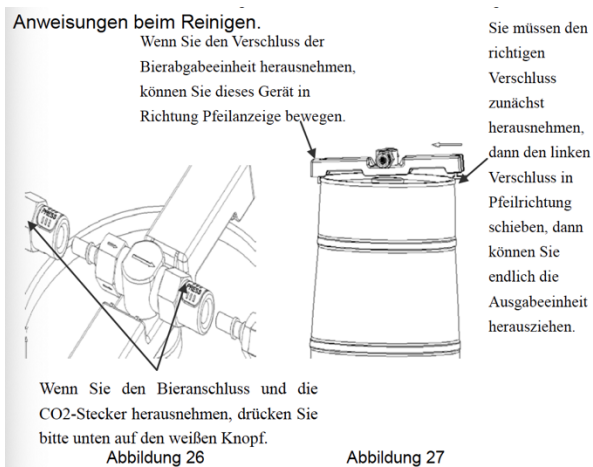 Anweisungen beim Reinigen.
Wenn Sie den Verschluss der
Bierabgabeeinheit herausnehmen,
können Sie dieses Gerät in
Richtung Pfeilanzeige bewegen.
Sie müssen den
richtigen
Verschluss
zunächst
herausnehmen,
dann den linken
Verschluss in
Pfeilrichtung
schieben, dann
können Sie
endlich die
Ausgabeeinheit
herausziehen.
PRESS
PRESS
Wenn Sie den Bieranschluss und die
CO2-Stecker herausnehmen, drücken Sie
bitte unten auf den weißen Knopf.
Abbildung 26
Abbildung 27